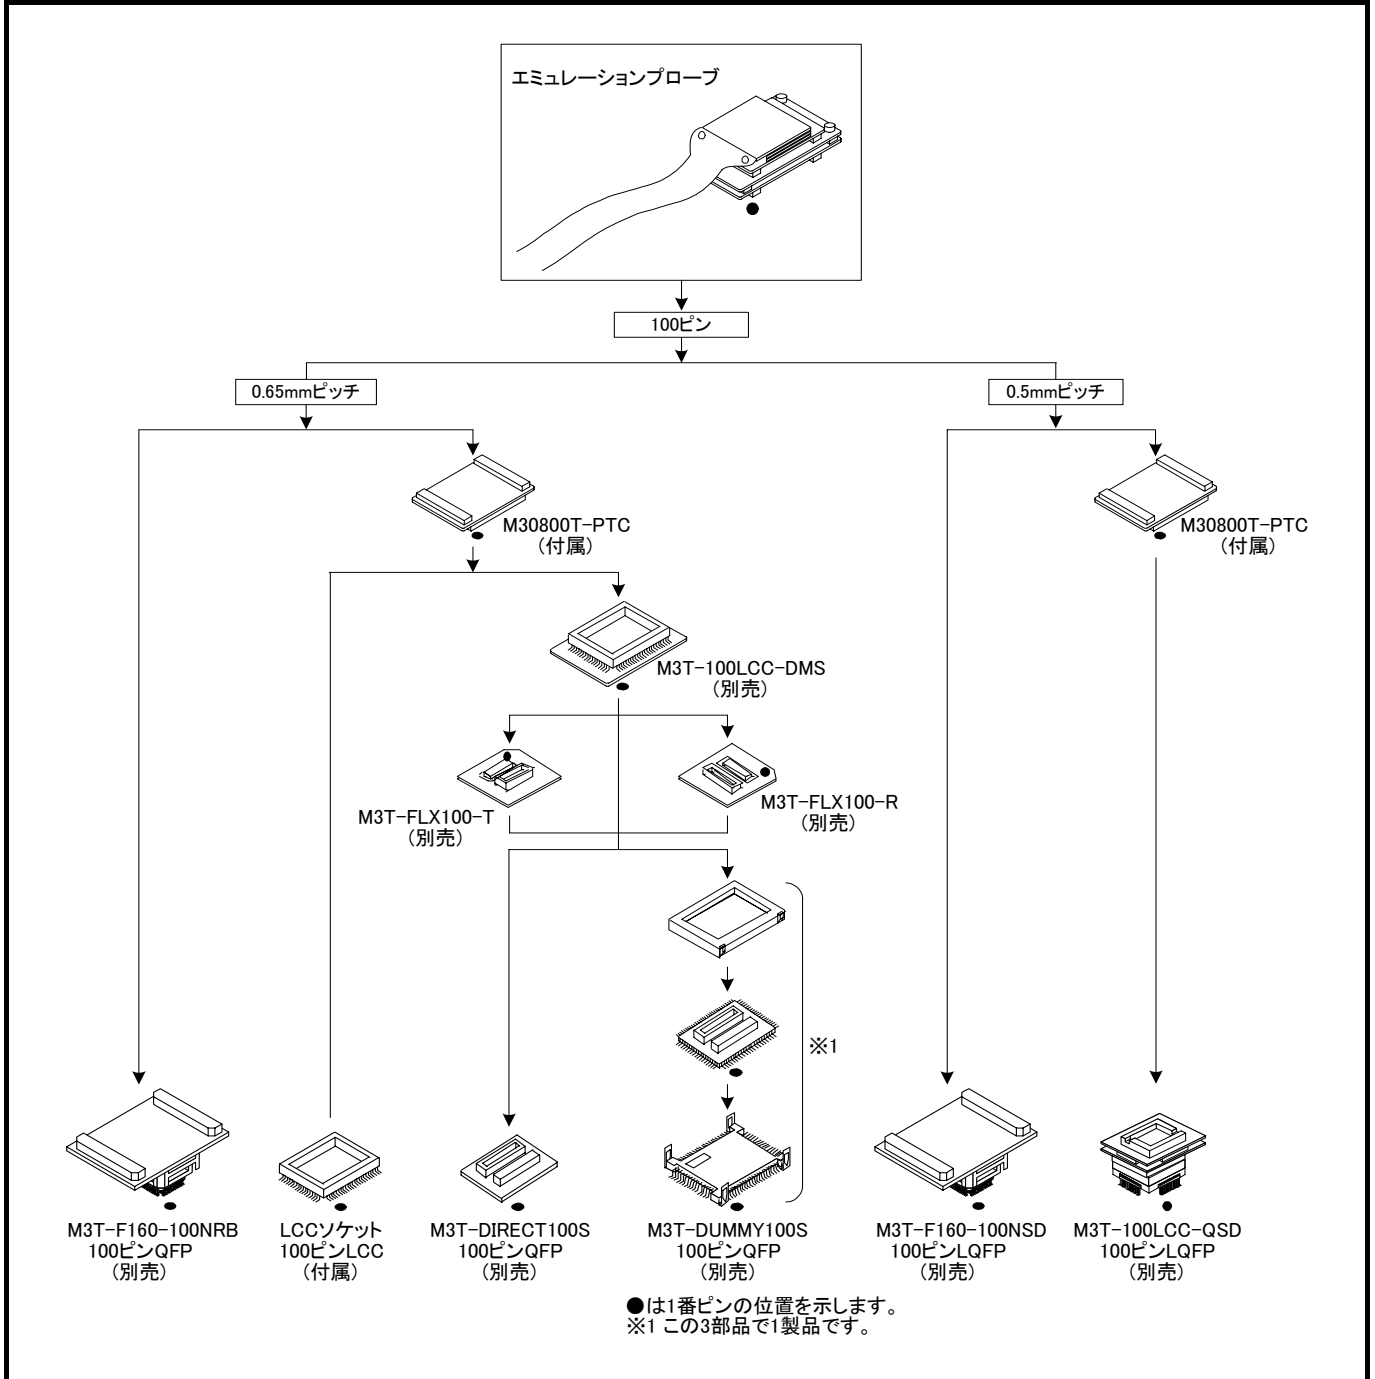 エミュレーションプローブ
100ピン
0.65mmピッチ
0.5mmピッチ
M30800T-PTC
（付属）
M30800T-PTC
（付属）
M3T-100LCC-DMS
（別売）
M3T-FLX100-T
（別売）
M3T-FLX100-R
（別売）
※1
M3T-F160-100NRB
100ピンQFP
（別売）
LCCソケット
100ピンLCC
（付属）
M3T-DIRECT100S
100ピンQFP
（別売）
M3T-DUMMY100S
100ピンQFP
（別売）
M3T-F160-100NSD
100ピンLQFP
（別売）
M3T-100LCC-QSD
100ピンLQFP
（別売）
●は1番ピンの位置を示します。
※1 この3部品で1製品です。